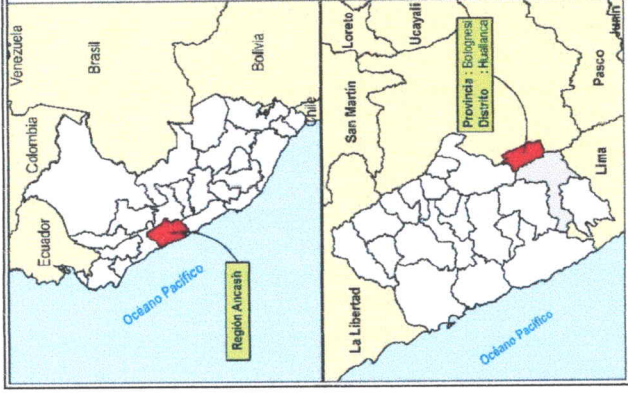 Venezuela
Colombia
Ecuador
Brasil
Bolivia
Chile
Océano Pacífico
Región Ancash
Loreto
Ucayali
San Martín
La Libertad
Provincia : Bolognesi
Distrito : Huallanca
Pasco
Junín
Lima
Océano Pacífico